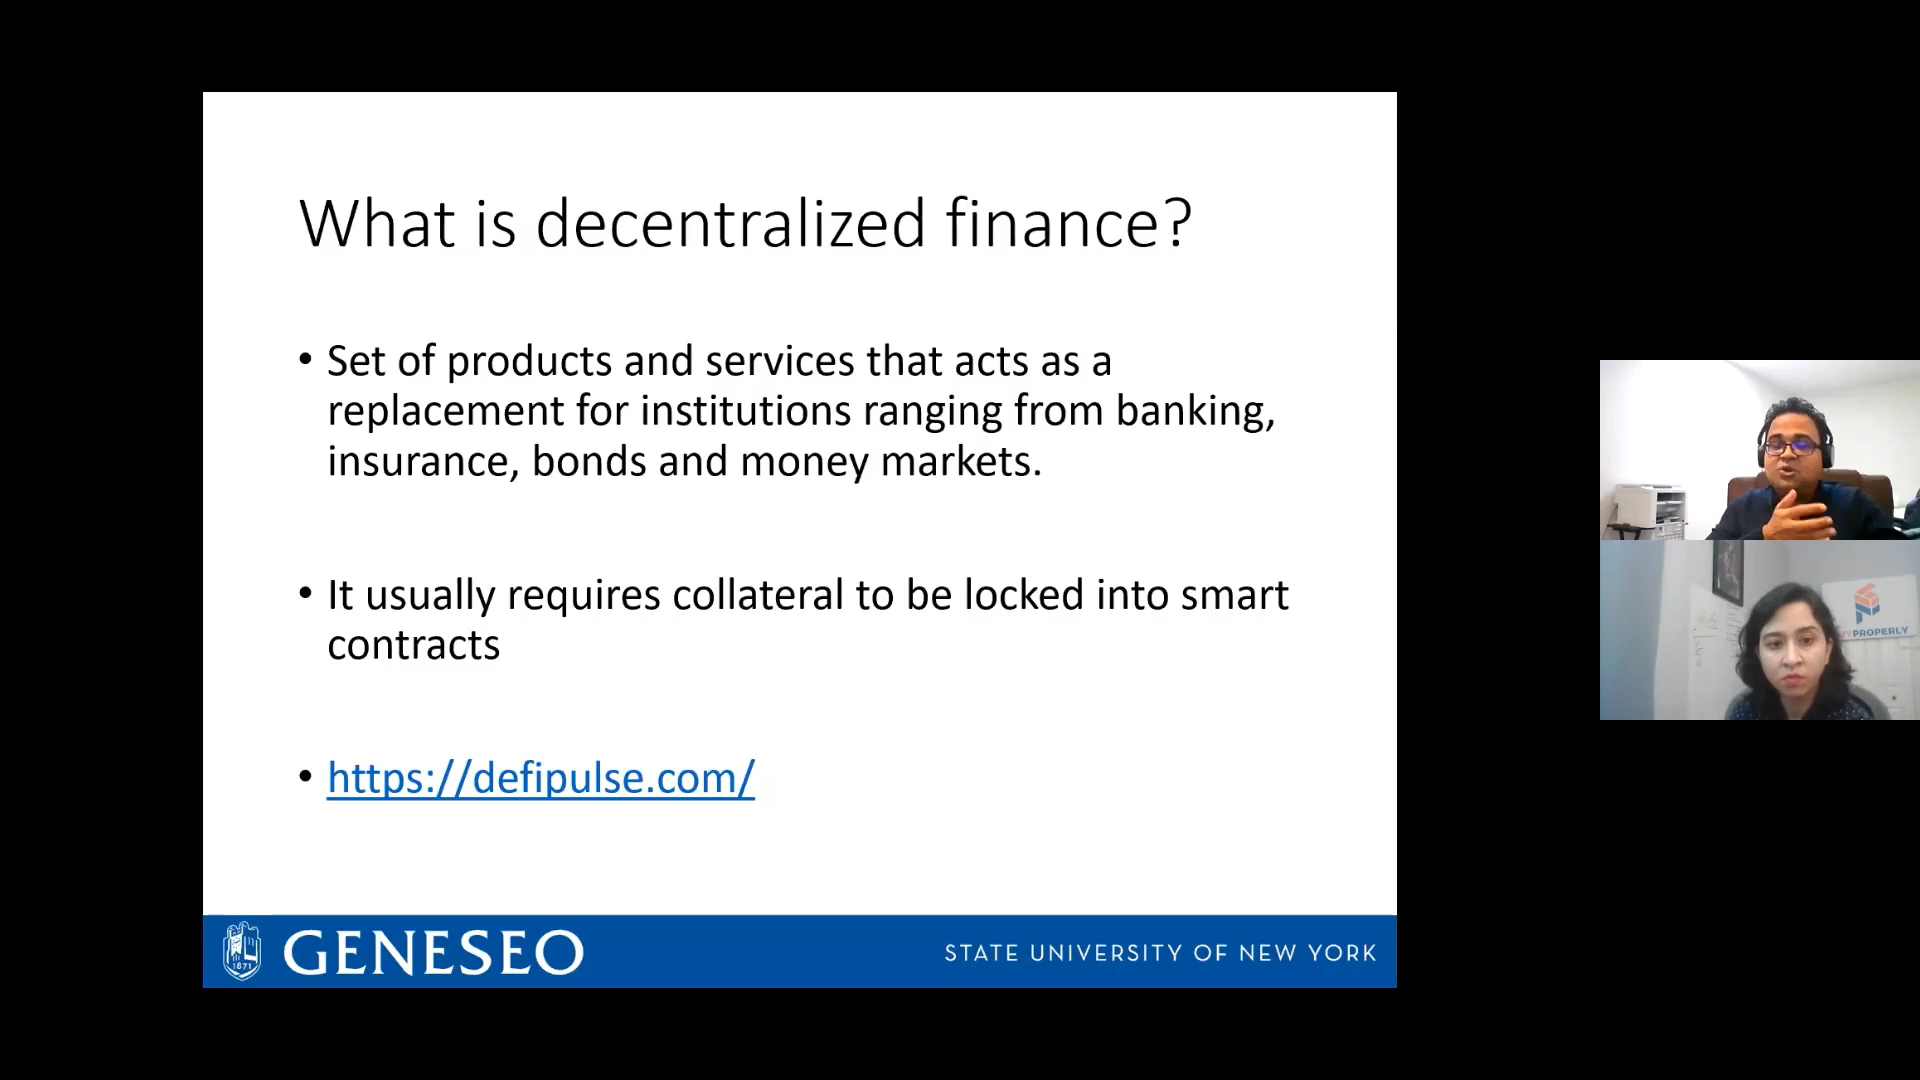 What is decentralized finance?
• Set of products and services that acts as a
replacement for institutions ranging from banking,
insurance, bonds and money markets.
• It usually requires collateral to be locked into smart
contracts
• https://defipulse.com/
1871
GENESEO
STATE UNIVERSITY OF NEW YORK
PROPERLY